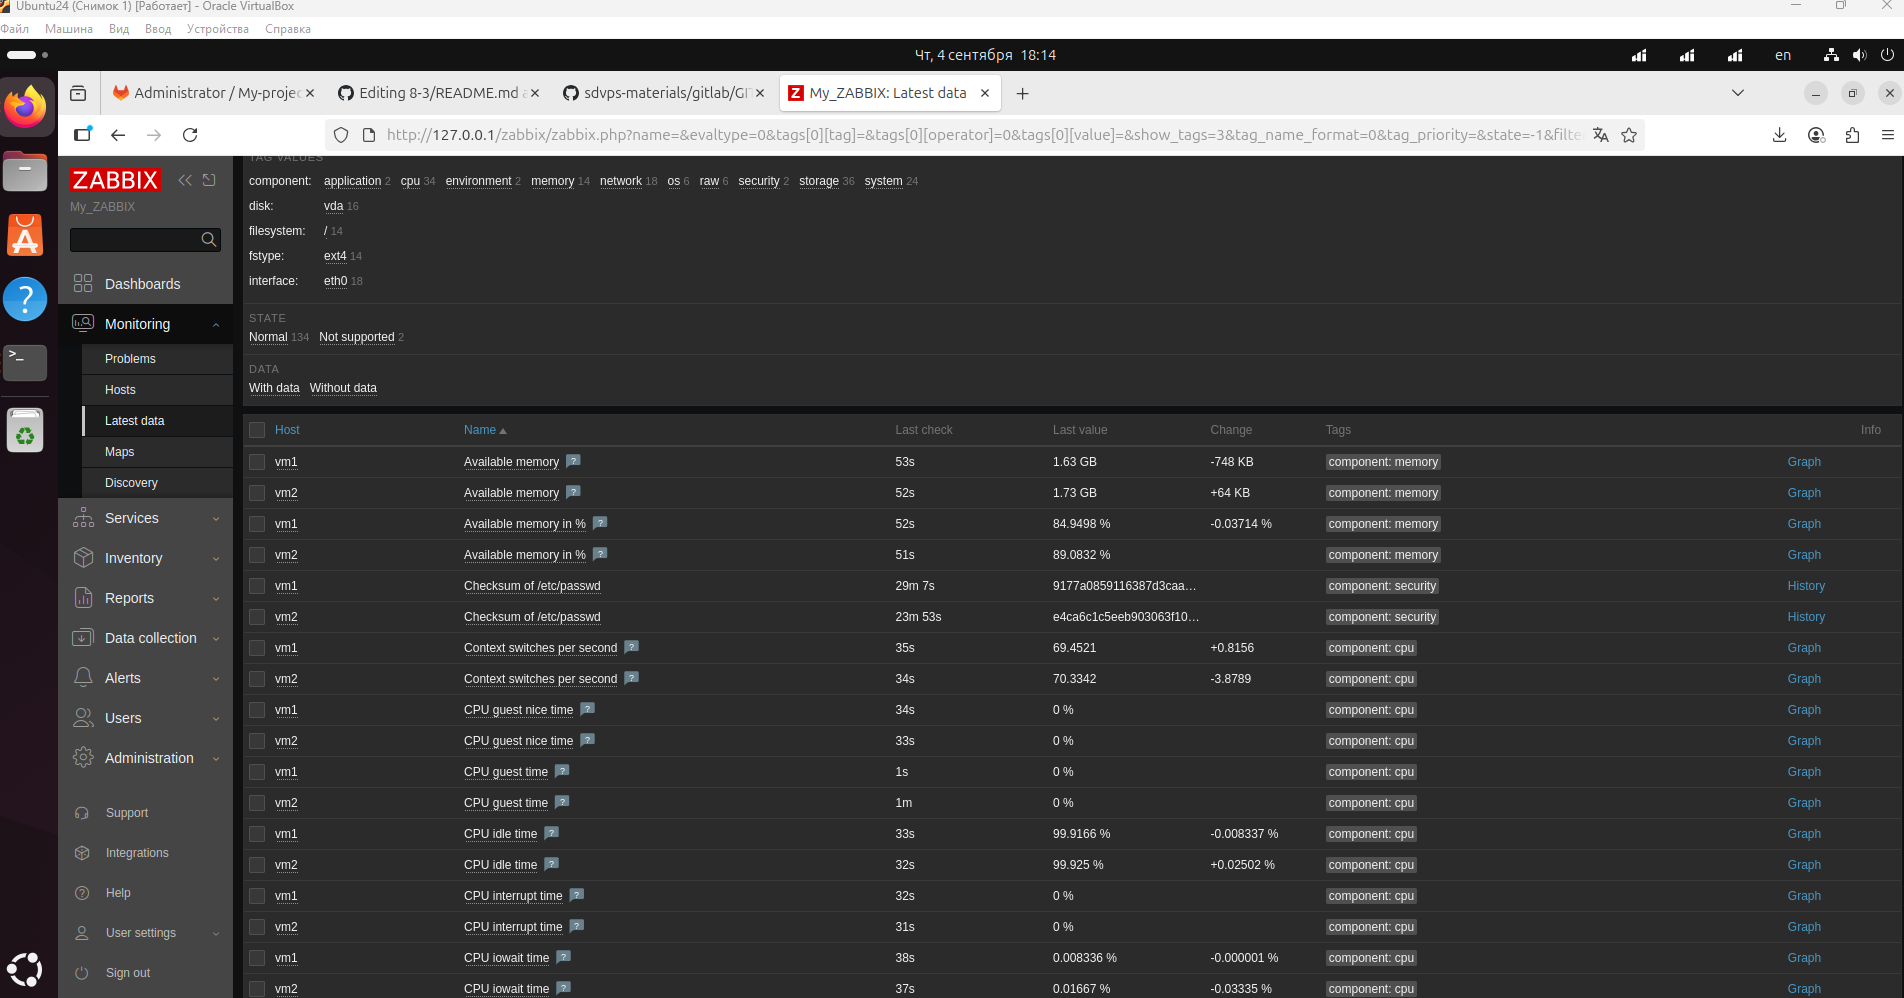 Ubuntu24 (Снимок 1) [Работает] - Oracle VirtualBox
Файл Машина Вид Ввод Устройства Справка
Чт, 4 сентября 18:14
en
Administrator / My-projec
Editing 8-3/README.md a
sdvps-materials/gitlab/GIT
My_ZABBIX: Latest data
http://127.0.0.1/zabbix/zabbix.php?name=&evaltype=0&tags[0][tag]=&tags[0][operator]=0&tags[0][value]=&show_tags=3&tag_name_format=0&tag_priority=&state=-1&filte
ZABBIX
My_ZABBIX
Dashboards
Monitoring
Problems
Hosts
Latest data
Maps
Discovery
Services
Inventory
Reports
Data collection
Alerts
Users
Administration
Support
Integrations
Help
User settings
Sign out
TAG VALUES
component: application 2 cpu 34 environment 2 memory 14 network 18 os 6 raw 6 security 2 storage 36 system 24
disk: vda 16
filesystem: / 14
fstype: ext4 14
interface: eth0 18
STATE
Normal 134 Not supported 2
DATA
With data Without data
Host Name Last check Last value Change Tags Info
vm1 Available memory ? 53s 1.63 GB -748 KB component: memory Graph
vm2 Available memory ? 52s 1.73 GB +64 KB component: memory Graph
vm1 Available memory in % ? 52s 84.9498 % -0.03714 % component: memory Graph
vm2 Available memory in % ? 51s 89.0832 % component: memory Graph
vm1 Checksum of /etc/passwd 29m 7s 9177a0859116387d3caa… component: security History
vm2 Checksum of /etc/passwd 23m 53s e4ca6c1c5eeb903063f10… component: security History
vm1 Context switches per second ? 35s 69.4521 +0.8156 component: cpu Graph
vm2 Context switches per second ? 34s 70.3342 -3.8789 component: cpu Graph
vm1 CPU guest nice time ? 34s 0 % component: cpu Graph
vm2 CPU guest nice time ? 33s 0 % component: cpu Graph
vm1 CPU guest time ? 1s 0 % component: cpu Graph
vm2 CPU guest time ? 1m 0 % component: cpu Graph
vm1 CPU idle time ? 33s 99.9166 % -0.008337 % component: cpu Graph
vm2 CPU idle time ? 32s 99.925 % +0.02502 % component: cpu Graph
vm1 CPU interrupt time ? 32s 0 % component: cpu Graph
vm2 CPU interrupt time ? 31s 0 % component: cpu Graph
vm1 CPU iowait time ? 38s 0.008336 % -0.000001 % component: cpu Graph
vm2 CPU iowait time ? 37s 0.01667 % -0.03335 % component: cpu Graph